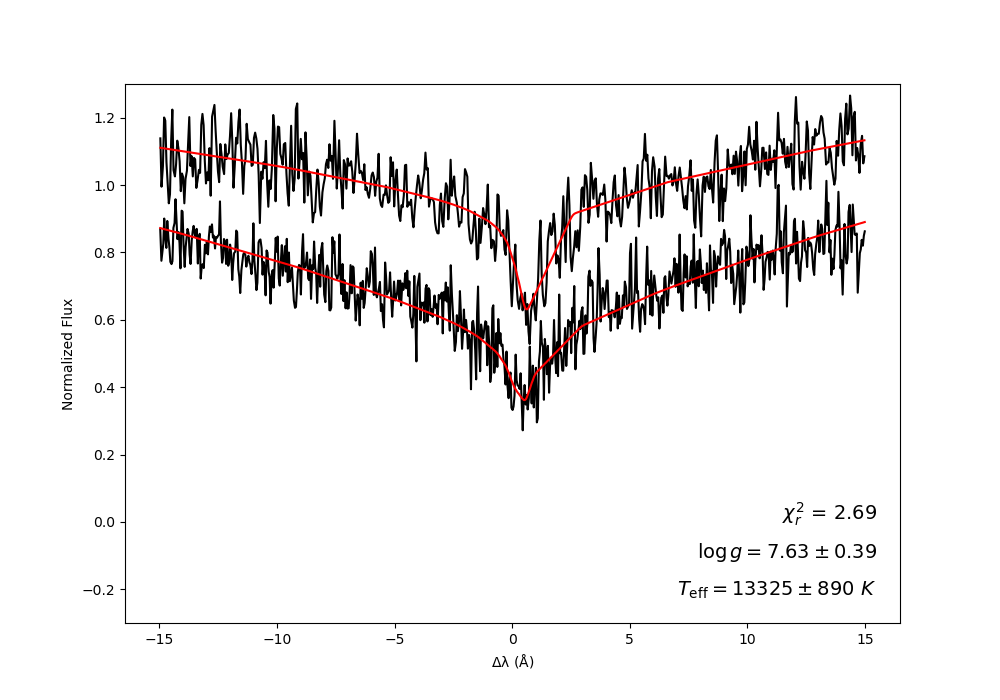 1.2
1.0
0.8
0.6
0.4
0.2
0.0
−0.2
Normalized Flux
χ²ᵣ = 2.69
log g = 7.63 ± 0.39
T_eff = 13325 ± 890 K
−15 −10 −5 0 5 10 15
Δλ (Å)